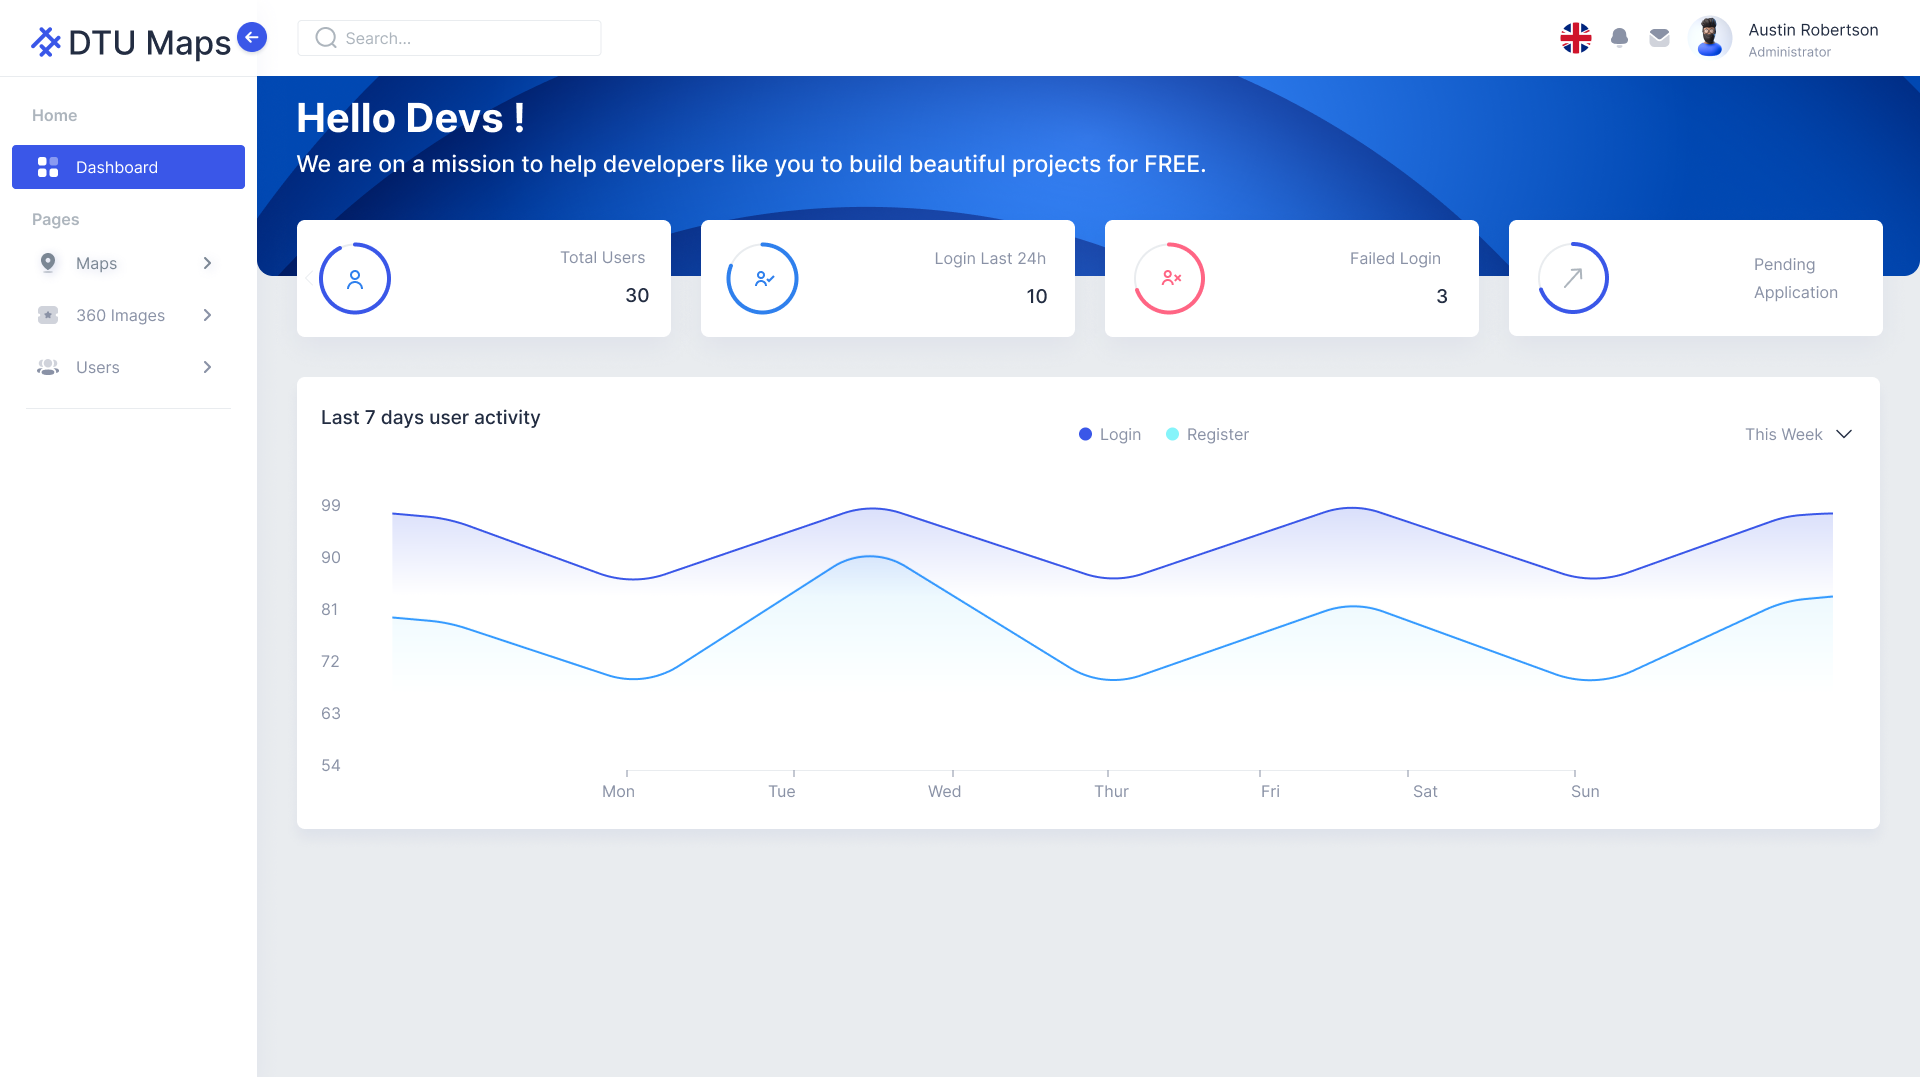 DTU Maps
Search...
Austin Robertson
Administrator
Home
Dashboard
Pages
Maps
360 Images
Users
Hello Devs !
We are on a mission to help developers like you to build beautiful projects for FREE.
Total Users
30
Login Last 24h
10
Failed Login
3
Pending
Application
Last 7 days user activity
Login
Register
This Week
99
90
81
72
63
54
Mon
Tue
Wed
Thur
Fri
Sat
Sun